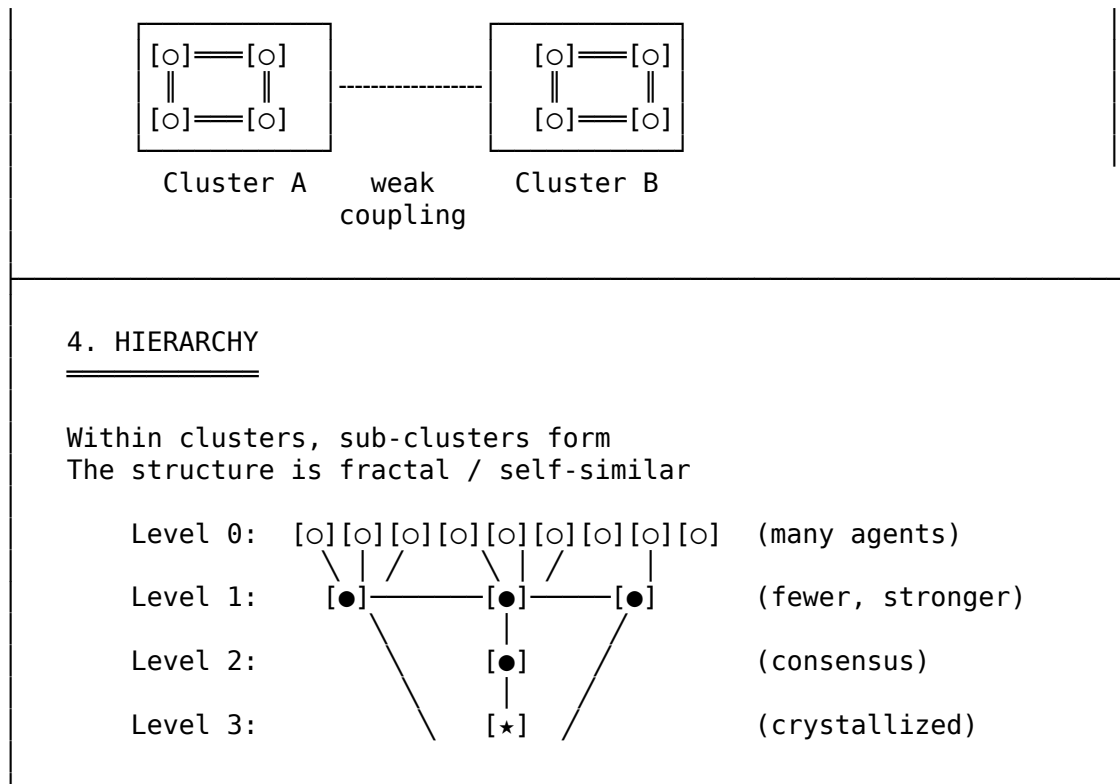 [○]═══[○] [○]═══[○]
║ ║ ------------------ ║ ║
[○]═══[○] [○]═══[○]
Cluster A weak Cluster B
coupling
4. HIERARCHY
Within clusters, sub-clusters form
The structure is fractal / self-similar
Level 0: [○][○][○][○][○][○][○][○][○] (many agents)
Level 1: [●]───────[●]─────[●] (fewer, stronger)
Level 2: [●] (consensus)
Level 3: [★] (crystallized)